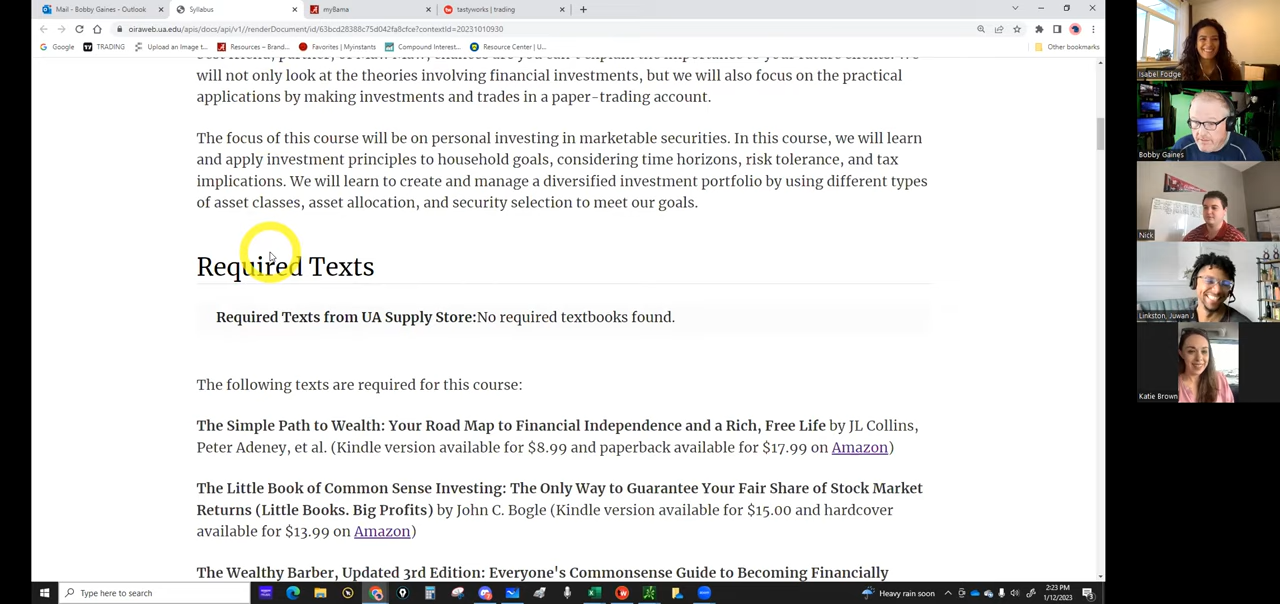 Mail - Bobby Gaines - Outlook
Syllabus
myBama
tastyworks | trading
oiraweb.ua.edu/apis/docs/api/v1//renderDocument/id/63bcd28388c75d042fa8cfce?contextId=20231010930
Google
TRADING
Upload an Image t...
Resources – Brand...
Favorites | Myinstants
Compound Interest...
Resource Center | U...
Other bookmarks
will not only look at the theories involving financial investments, but we will also focus on the practical
applications by making investments and trades in a paper-trading account.
The focus of this course will be on personal investing in marketable securities. In this course, we will learn
and apply investment principles to household goals, considering time horizons, risk tolerance, and tax
implications. We will learn to create and manage a diversified investment portfolio by using different types
of asset classes, asset allocation, and security selection to meet our goals.
Required Texts
Required Texts from UA Supply Store:No required textbooks found.
The following texts are required for this course:
The Simple Path to Wealth: Your Road Map to Financial Independence and a Rich, Free Life by JL Collins,
Peter Adeney, et al. (Kindle version available for $8.99 and paperback available for $17.99 on Amazon)
The Little Book of Common Sense Investing: The Only Way to Guarantee Your Fair Share of Stock Market
Returns (Little Books. Big Profits) by John C. Bogle (Kindle version available for $15.00 and hardcover
available for $13.99 on Amazon)
The Wealthy Barber, Updated 3rd Edition: Everyone's Commonsense Guide to Becoming Financially
Type here to search
Heavy rain soon
2:23 PM
1/12/2023
Isabel Fodge
Bobby Gaines
Nick
Linkston, Juwan J
Katie Brown